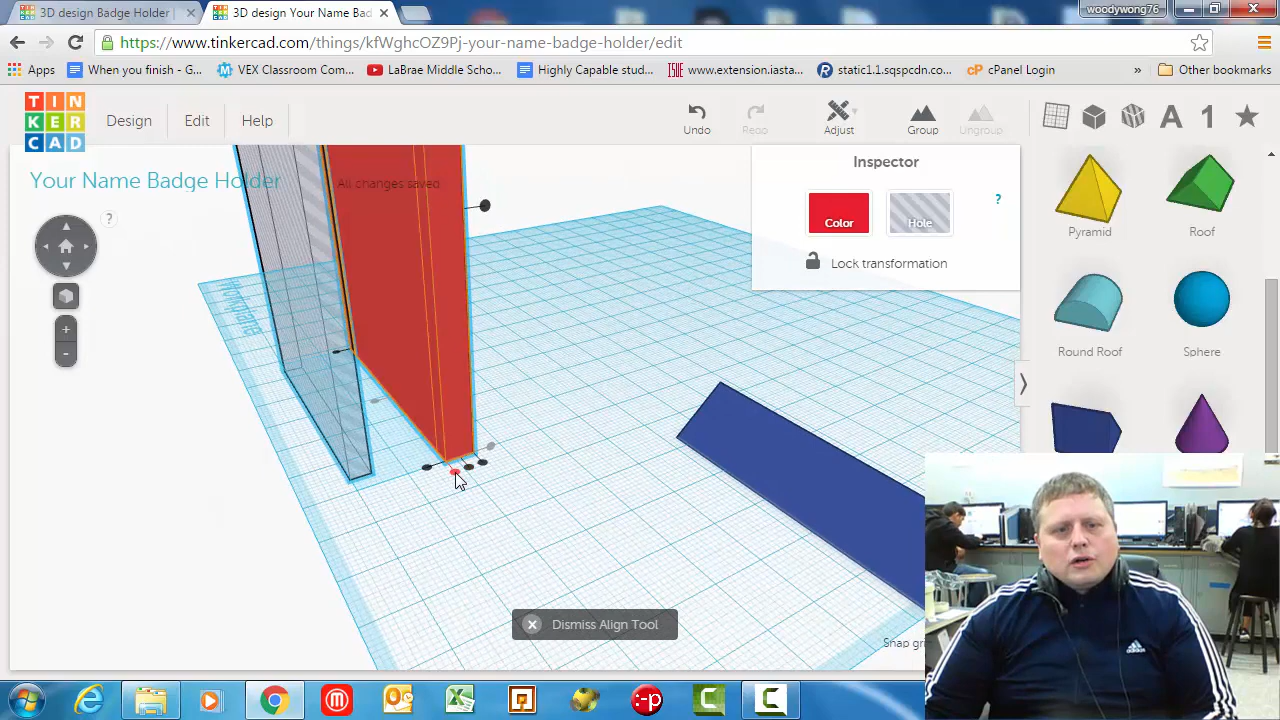 3D design Badge Holder |
3D design Your Name Bad
woodywong76
https://www.tinkercad.com/things/kfWghcOZ9Pj-your-name-badge-holder/edit
Apps
When you finish - G...
VEX Classroom Com...
LaBrae Middle Scho...
Highly Capable stud...
www.extension.iasta...
static1.1.sqspcdn.co...
cPanel Login
»
Other bookmarks
TIN
KER
CAD
Design
Edit
Help
Undo
Redo
Adjust
Group
Ungroup
A
1
Your Name Badge Holder
All changes saved
?
Inspector
Color
Hole
?
Lock transformation
Workplane
Pyramid
Roof
Round Roof
Sphere
Dismiss Align Tool
Snap gri
adidas